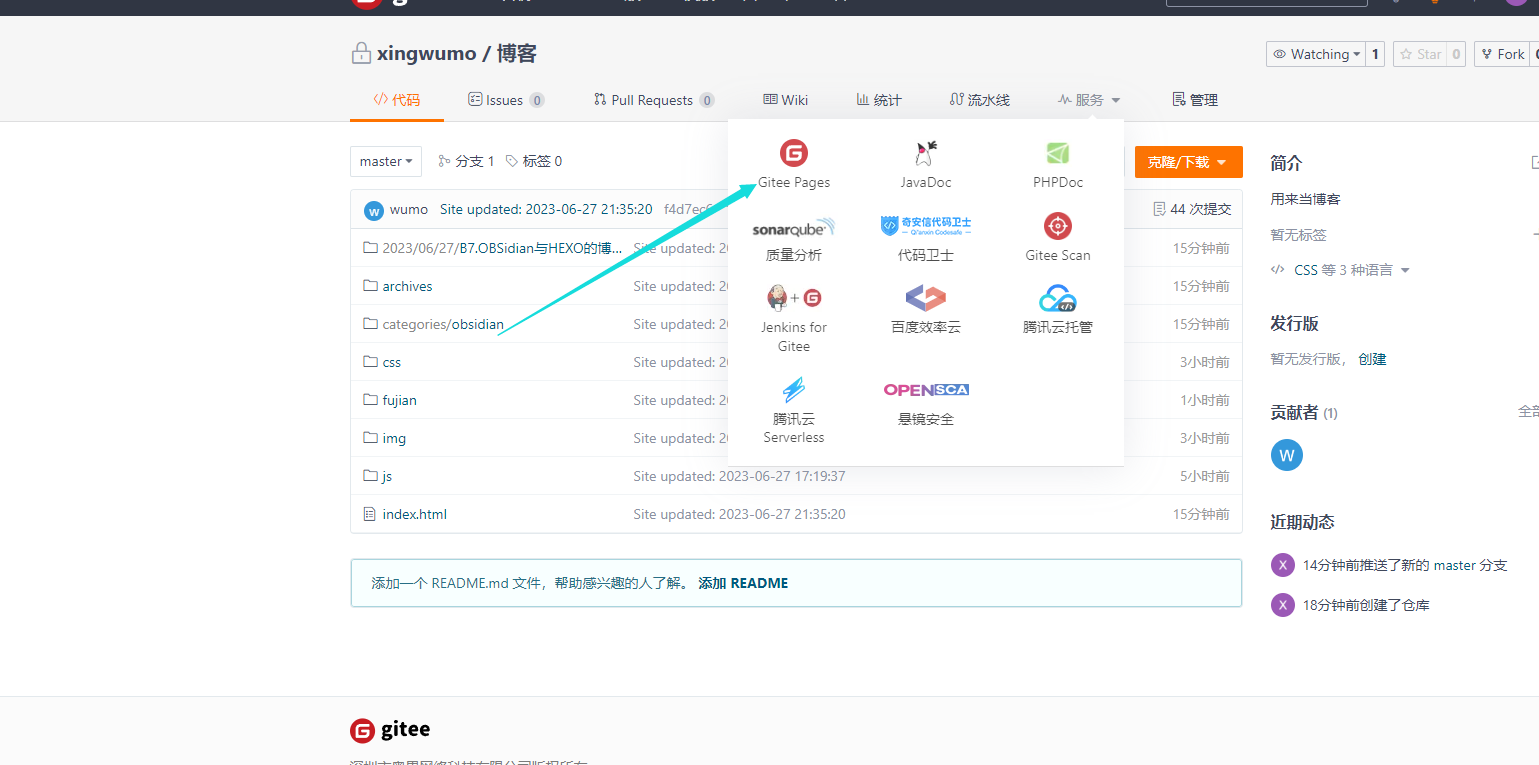 xingwumo / 博客
Watching 1 Star 0 Fork
代码 Issues 0 Pull Requests 0 Wiki 统计 流水线 服务 管理
master 分支 1 标签 0
克隆/下载
wumo Site updated: 2023-06-27 21:35:20
44 次提交
2023/06/27/B7.OBSidian与HEXO的博... Site updated: 15分钟前
archives Site updated: 15分钟前
categories/obsidian Site updated: 15分钟前
css Site updated: 3小时前
fujian Site updated: 1小时前
img Site updated: 3小时前
js Site updated: 2023-06-27 17:19:37 5小时前
index.html Site updated: 2023-06-27 21:35:20 15分钟前
Gitee Pages JavaDoc PHPDoc
sonarqube 奇安信代码卫士
Qi'anxin Codesafe
质量分析 代码卫士 Gitee Scan
Jenkins for
Gitee
百度效率云 腾讯云托管
OPENSCA
腾讯云
Serverless
悬镜安全
添加一个 README.md 文件，帮助感兴趣的人了解。 添加 README
简介
用来当博客
暂无标签
CSS 等 3 种语言
发行版
暂无发行版， 创建
贡献者 (1) 全部
W
近期动态
X 14分钟前推送了新的 master 分支
X 18分钟前创建了仓库
gitee